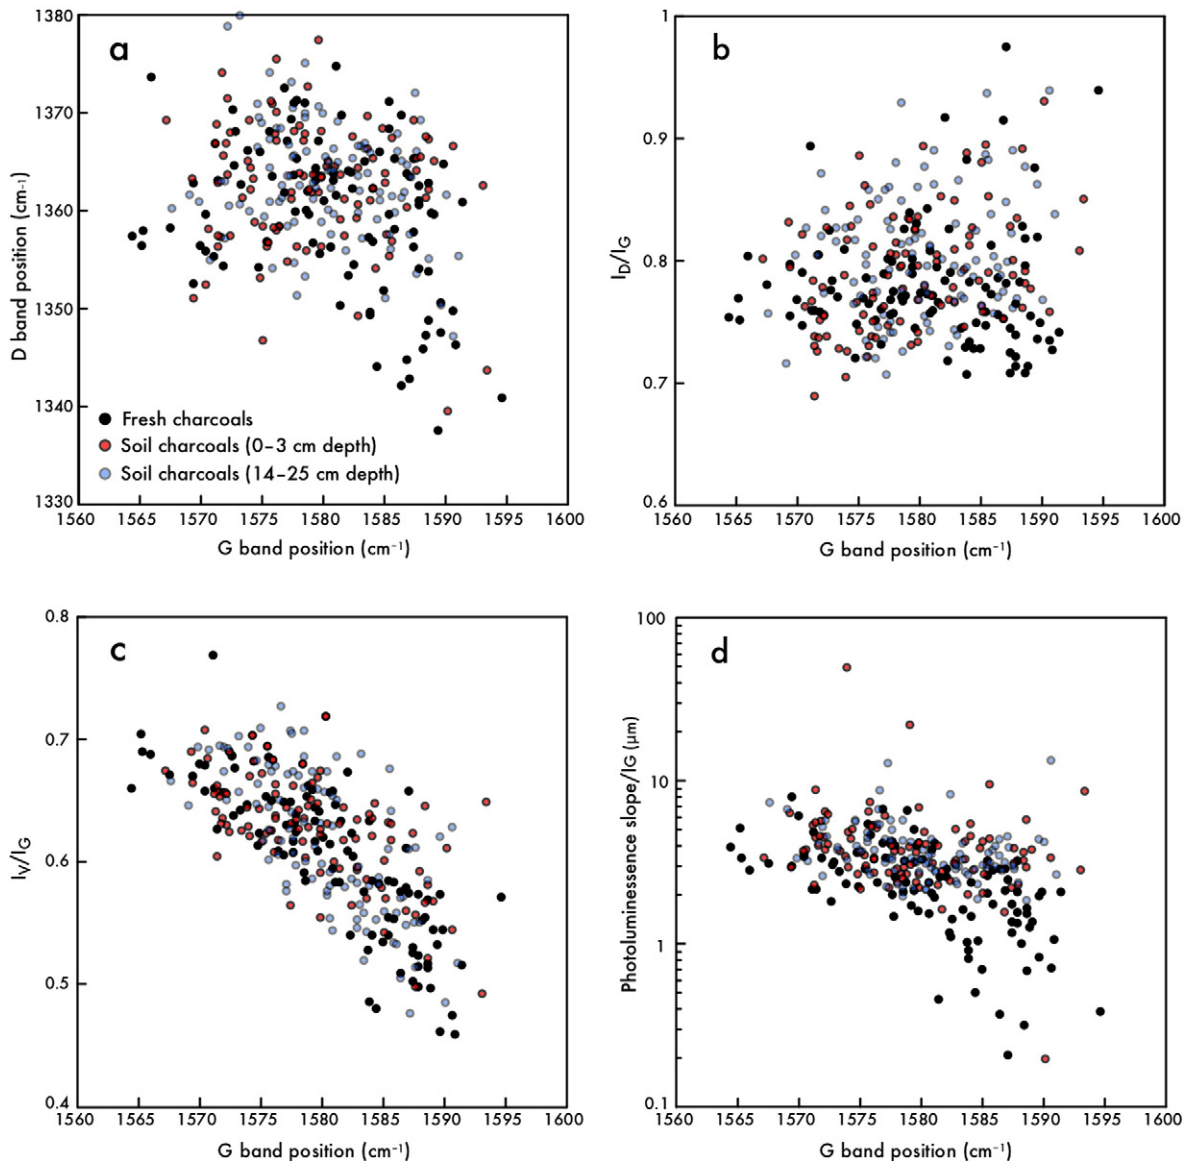 a
1380
1370
1360
1350
1340
1330
D band position (cm⁻¹)
Fresh charcoals
Soil charcoals (0–3 cm depth)
Soil charcoals (14–25 cm depth)
1560 1565 1570 1575 1580 1585 1590 1595 1600
G band position (cm⁻¹)
b
1
0.9
0.8
0.7
0.6
I_D/I_G
1560 1565 1570 1575 1580 1585 1590 1595 1600
G band position (cm⁻¹)
c
0.8
0.7
0.6
0.5
0.4
I_V/I_G
1560 1565 1570 1575 1580 1585 1590 1595 1600
G band position (cm⁻¹)
d
100
10
1
0.1
Photoluminessence slope/IG (µm)
1560 1565 1570 1575 1580 1585 1590 1595 1600
G band position (cm⁻¹)